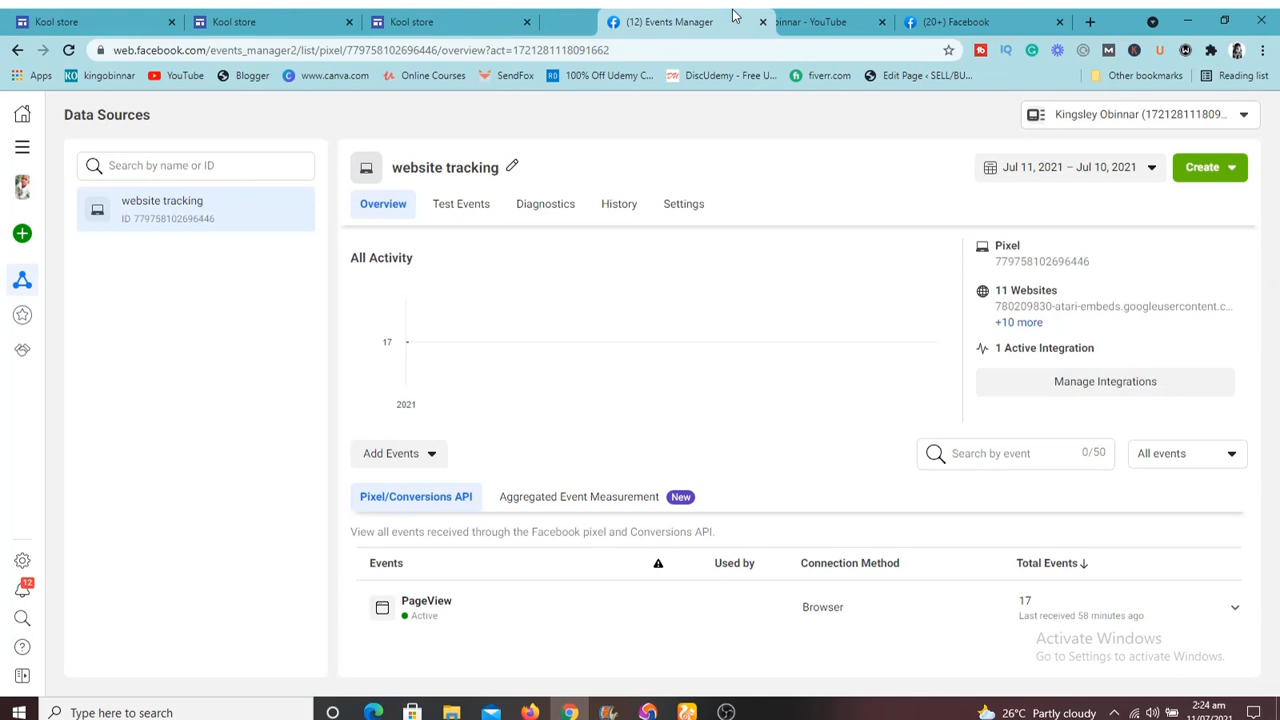 Kool store
Kool store
Kool store
(12) Events Manager
binnar - YouTube
(20+) Facebook
web.facebook.com/events_manager2/list/pixel/779758102696446/overview?act=1721281118091662
Apps
kingobinnar
YouTube
Blogger
www.canva.com
Online Courses
SendFox
100% Off Udemy C...
DiscUdemy - Free U...
fiverr.com
Edit Page ‹ SELL/BU...
Other bookmarks
Reading list
Data Sources
Kingsley Obinnar (172128111809...
Search by name or ID
website tracking
ID 779758102696446
website tracking
Jul 11, 2021 – Jul 10, 2021
Create
Overview
Test Events
Diagnostics
History
Settings
All Activity
17
2021
Pixel
779758102696446
11 Websites
780209830-atari-embeds.googleusercontent.c...
+10 more
1 Active Integration
Manage Integrations
Add Events
Search by event
0/50
All events
Pixel/Conversions API
Aggregated Event Measurement
New
View all events received through the Facebook pixel and Conversions API.
Events
Used by
Connection Method
Total Events
PageView
Active
Browser
17
Last received 58 minutes ago
Activate Windows
Go to Settings to activate Windows.
12
Type here to search
26°C Partly cloudy
2:24 am
11/07/2021